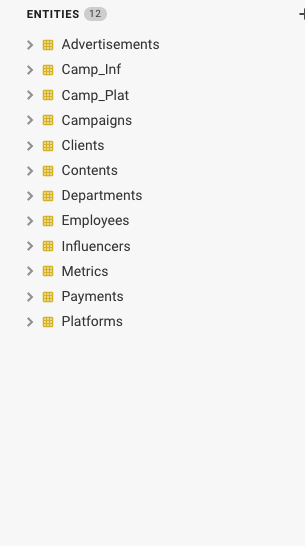 ENTITIES 12
Advertisements
Camp_Inf
Camp_Plat
Campaigns
Clients
Contents
Departments
Employees
Influencers
Metrics
Payments
Platforms